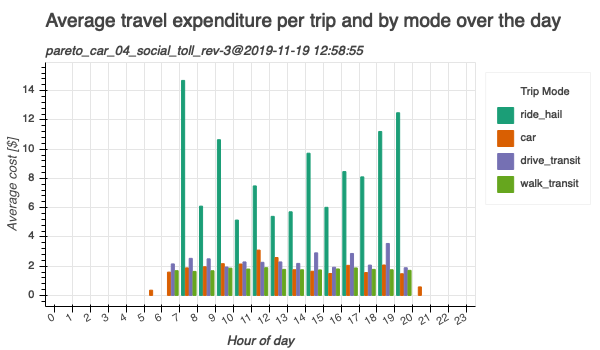 Average travel expenditure per trip and by mode over the day
pareto_car_04_social_toll_rev-3@2019-11-19 12:58:55
Trip Mode
ride_hail
car
drive_transit
walk_transit
Average cost [$]
14
12
10
8
6
4
2
0
0 1 2 3 4 5 6 7 8 9 10 11 12 13 14 15 16 17 18 19 20 21 22 23
Hour of day